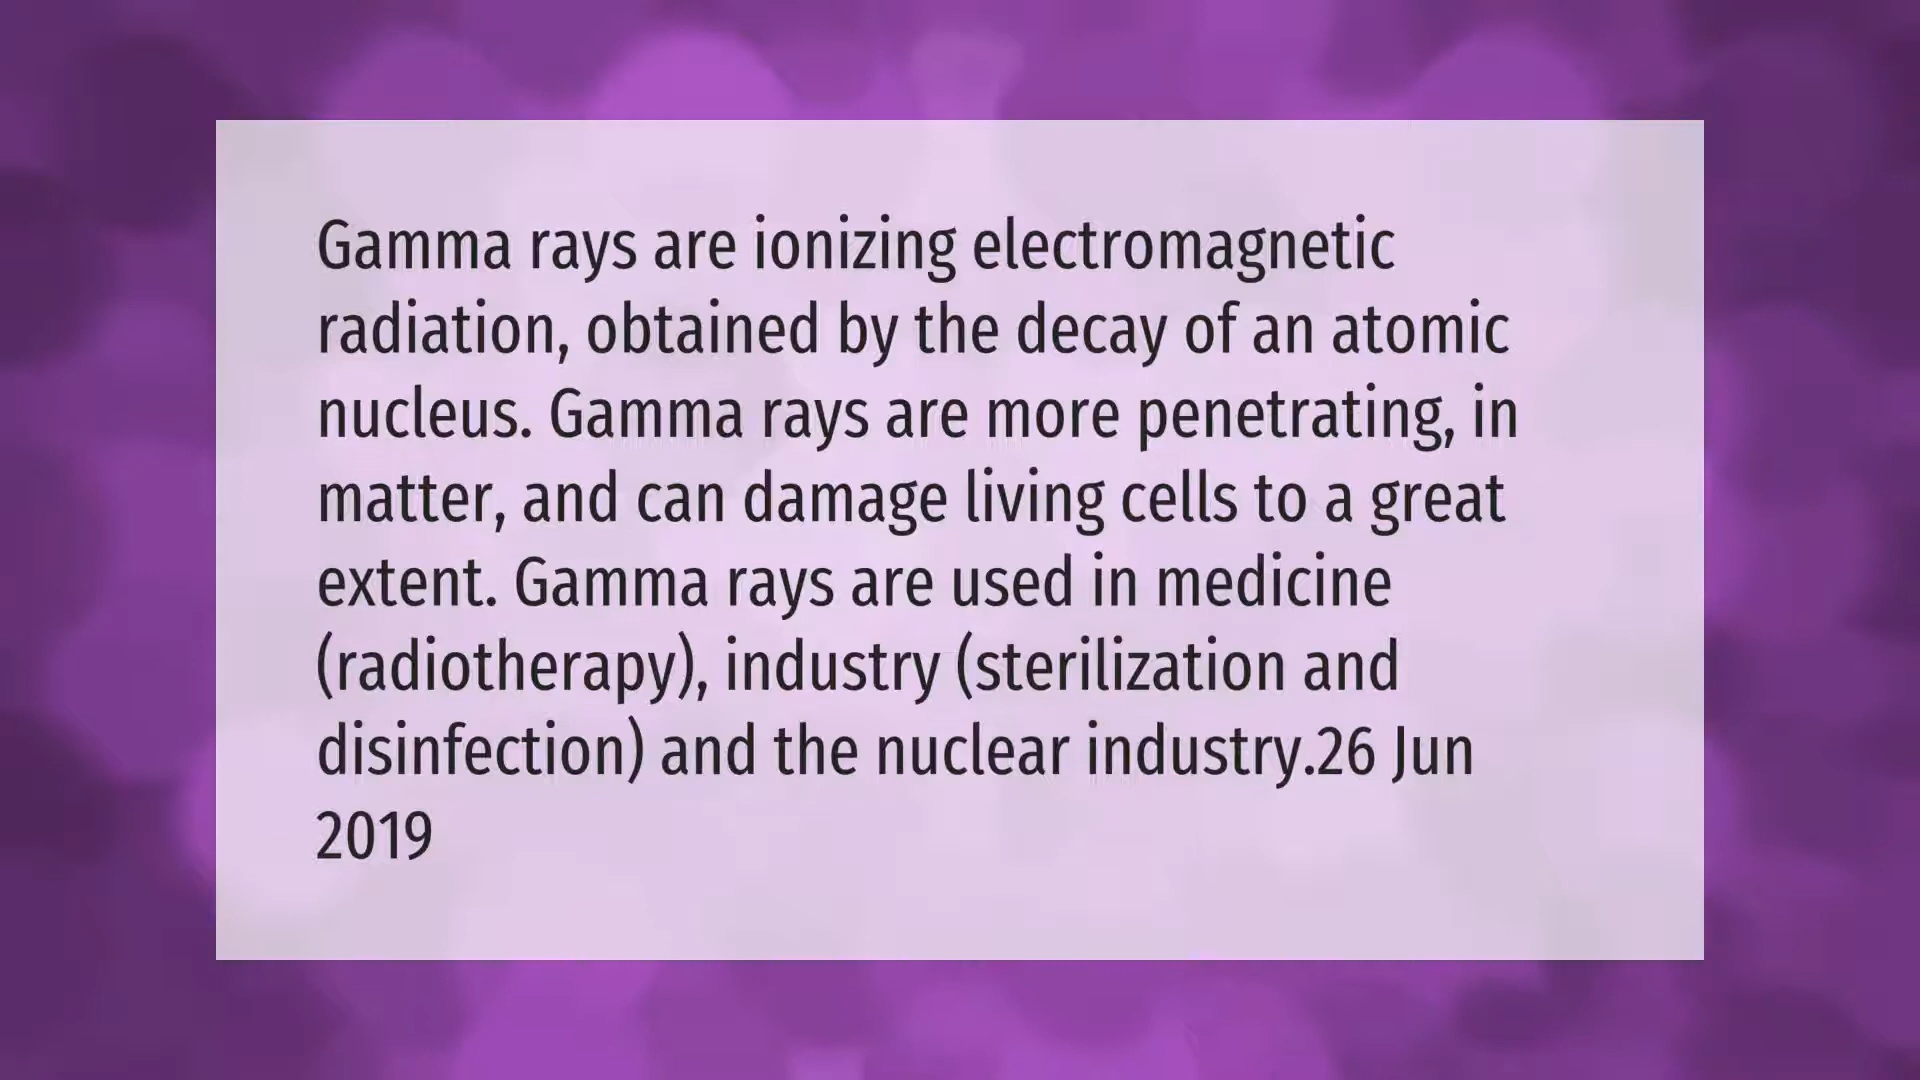 Gamma rays are ionizing electromagnetic
radiation, obtained by the decay of an atomic
nucleus. Gamma rays are more penetrating, in
matter, and can damage living cells to a great
extent. Gamma rays are used in medicine
(radiotherapy), industry (sterilization and
disinfection) and the nuclear industry.26 Jun
2019